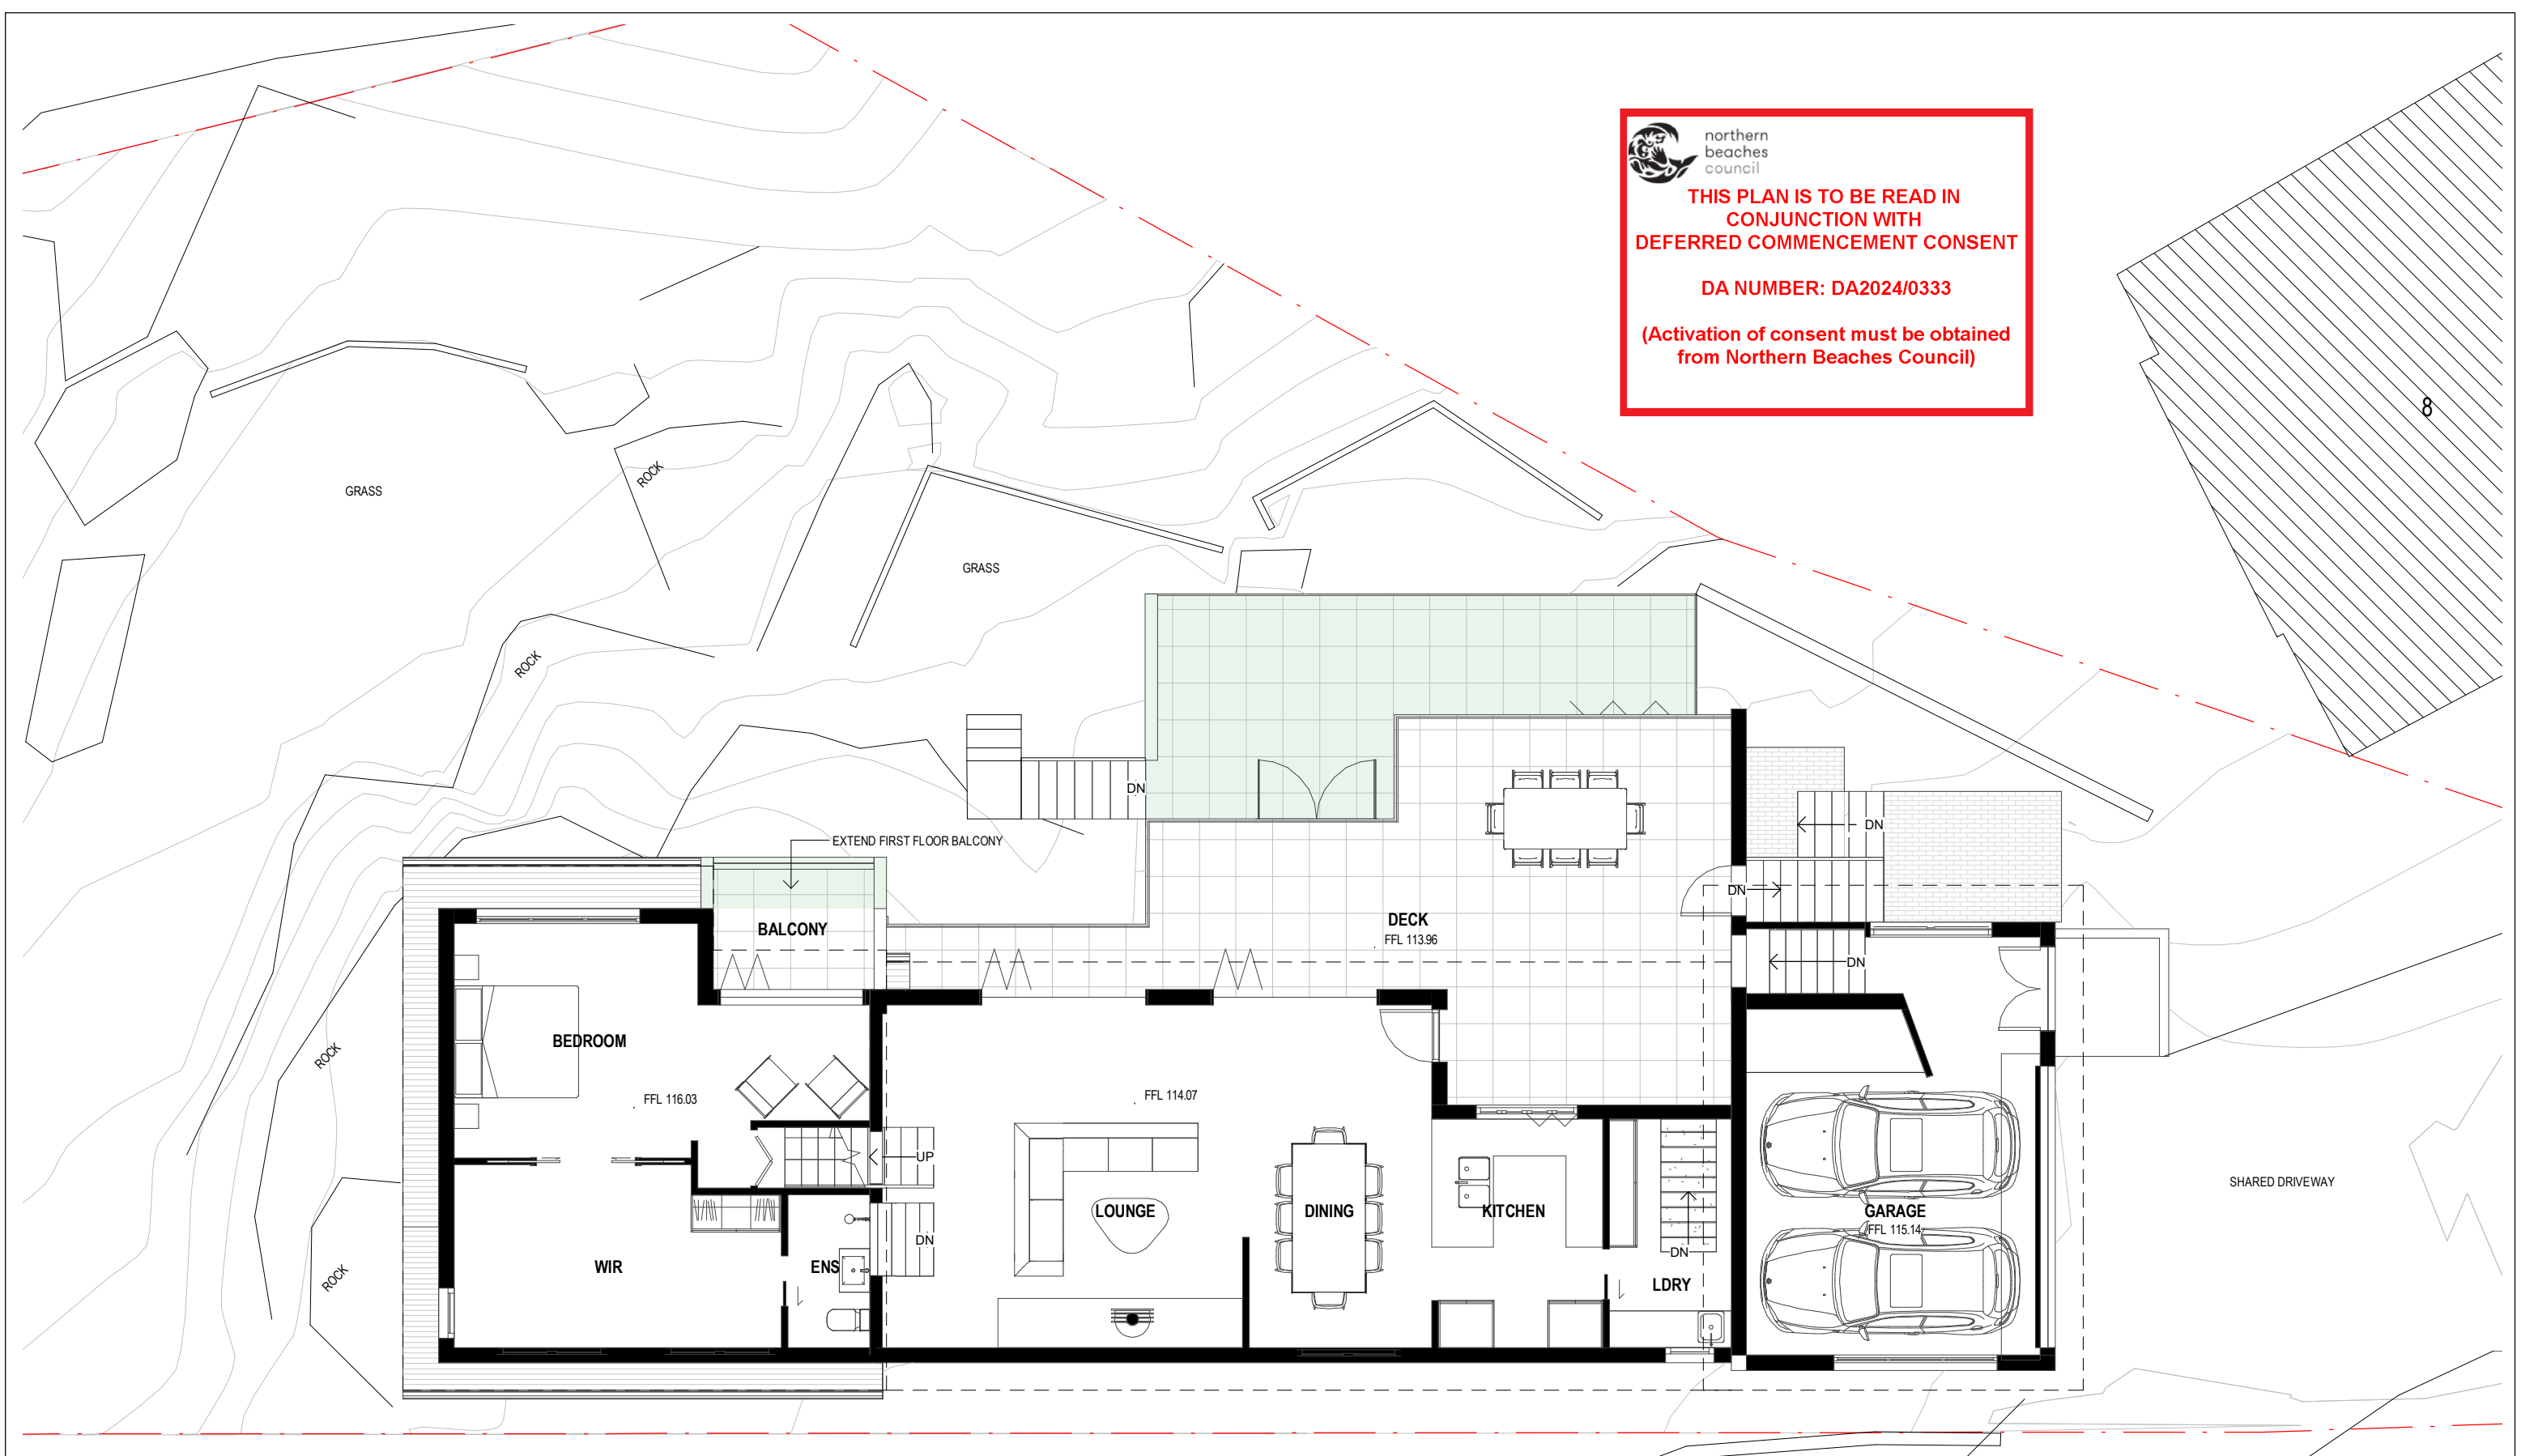 northern
beaches
council
THIS PLAN IS TO BE READ IN
CONJUNCTION WITH
DEFERRED COMMENCEMENT CONSENT
DA NUMBER: DA2024/0333
(Activation of consent must be obtained
from Northern Beaches Council)
8
GRASS
ROCK
GRASS
ROCK
DN
EXTEND FIRST FLOOR BALCONY
DN
DN
BALCONY
DECK
FFL 113.96
DN
BEDROOM
ROCK
FFL 116.03
FFL 114.07
UP
SHARED DRIVEWAY
LOUNGE
DINING
KITCHEN
GARAGE
FFL 115.14
DN
DN
WIR
ENS
LDRY
ROCK